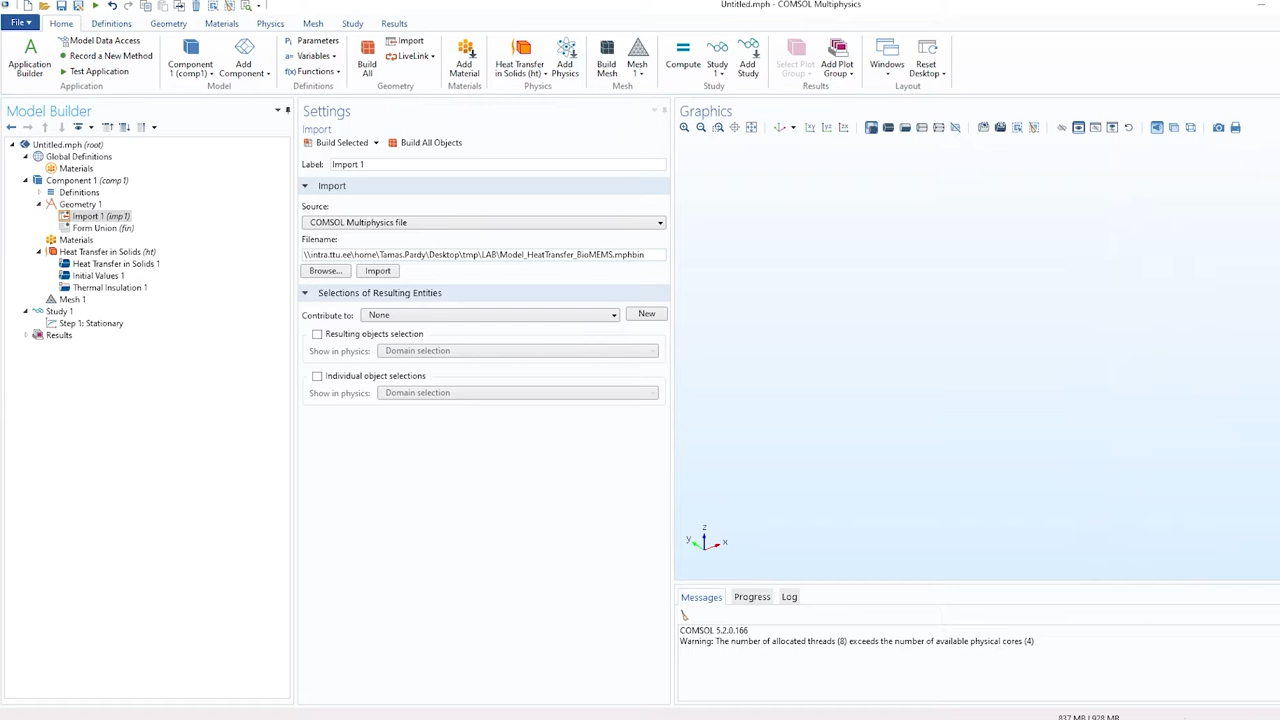 Untitled.mph - COMSOL Multiphysics
File
Home
Definitions
Geometry
Materials
Physics
Mesh
Study
Results
Application Builder
Model Data Access
Record a New Method
Test Application
Application
Component 1 (comp1)
Add Component
Model
Pi Parameters
a= Variables
f(x) Functions
Definitions
Build All
Import
LiveLink
Geometry
Add Material
Materials
Heat Transfer in Solids (ht)
Add Physics
Physics
Build Mesh
Mesh 1
Mesh
Compute
Study 1
Add Study
Study
Select Plot Group
Add Plot Group
Results
Windows
Reset Desktop
Layout
Model Builder
Untitled.mph (root)
Global Definitions
Materials
Component 1 (comp1)
Definitions
Geometry 1
Import 1 (imp1)
Form Union (fin)
Materials
Heat Transfer in Solids (ht)
Heat Transfer in Solids 1
Initial Values 1
Thermal Insulation 1
Mesh 1
Study 1
Step 1: Stationary
Results
Settings
Import
Build Selected
Build All Objects
Label: Import 1
Import
Source:
COMSOL Multiphysics file
Filename:
\\intra.ttu.ee\home\Tamas.Pardy\Desktop\tmp\LAB\Model_HeatTransfer_BioMEMS.mphbin
Browse...
Import
Selections of Resulting Entities
Contribute to: None
New
Resulting objects selection
Show in physics: Domain selection
Individual object selections
Show in physics: Domain selection
Graphics
xy
yz
xz
z
y
x
Messages
Progress
Log
COMSOL 5.2.0.166
Warning: The number of allocated threads (8) exceeds the number of available physical cores (4)
837 MB | 928 MB